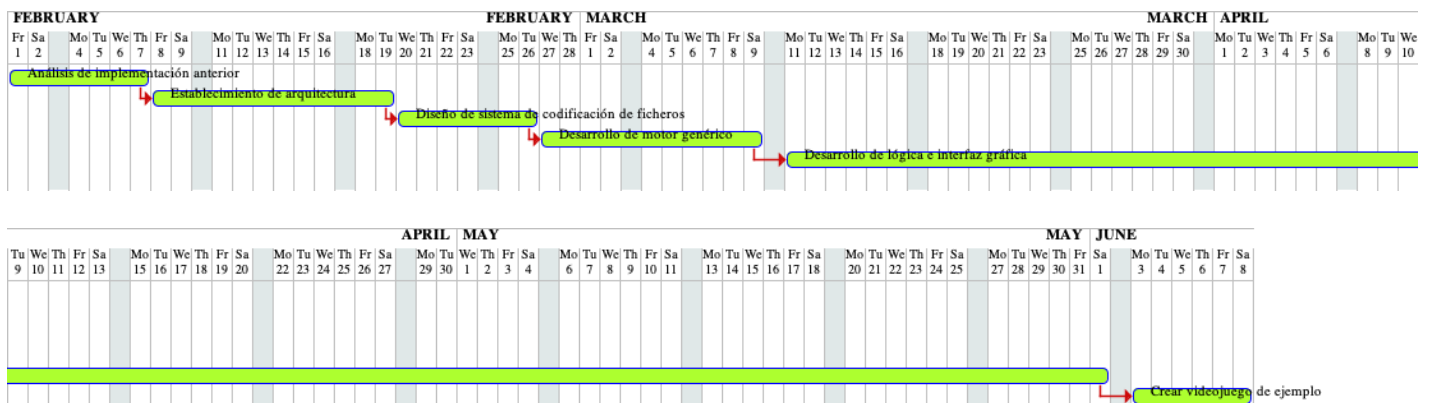 FEBRUARY FEBRUARY MARCH MARCH APRIL
Fr Sa Mo Tu We Th Fr Sa Mo Tu We Th Fr Sa Mo Tu We Th Fr Sa Mo Tu We Th Fr Sa Mo Tu We Th Fr Sa Mo Tu We Th Fr Sa Mo Tu We Th Fr Sa Mo Tu We Th Fr Sa Mo Tu We Th Fr Sa Mo Tu We
1 2 4 5 6 7 8 9 11 12 13 14 15 16 18 19 20 21 22 23 25 26 27 28 1 2 4 5 6 7 8 9 11 12 13 14 15 16 18 19 20 21 22 23 25 26 27 28 29 30 1 2 3 4 5 6 8 9 10
Análisis de implementación anterior
Establecimiento de arquitectura
Diseño de sistema de codificación de ficheros
Desarrollo de motor genérico
Desarrollo de lógica e interfaz gráfica
APRIL MAY MAY JUNE
Tu We Th Fr Sa Mo Tu We Th Fr Sa Mo Tu We Th Fr Sa Mo Tu We Th Fr Sa Mo Tu We Th Fr Sa Mo Tu We Th Fr Sa Mo Tu We Th Fr Sa Mo Tu We Th Fr Sa Mo Tu We Th Fr Sa
9 10 11 12 13 15 16 17 18 19 20 22 23 24 25 26 27 29 30 1 2 3 4 6 7 8 9 10 11 13 14 15 16 17 18 20 21 22 23 24 25 27 28 29 30 31 1 3 4 5 6 7 8
Crear videojuego de ejemplo